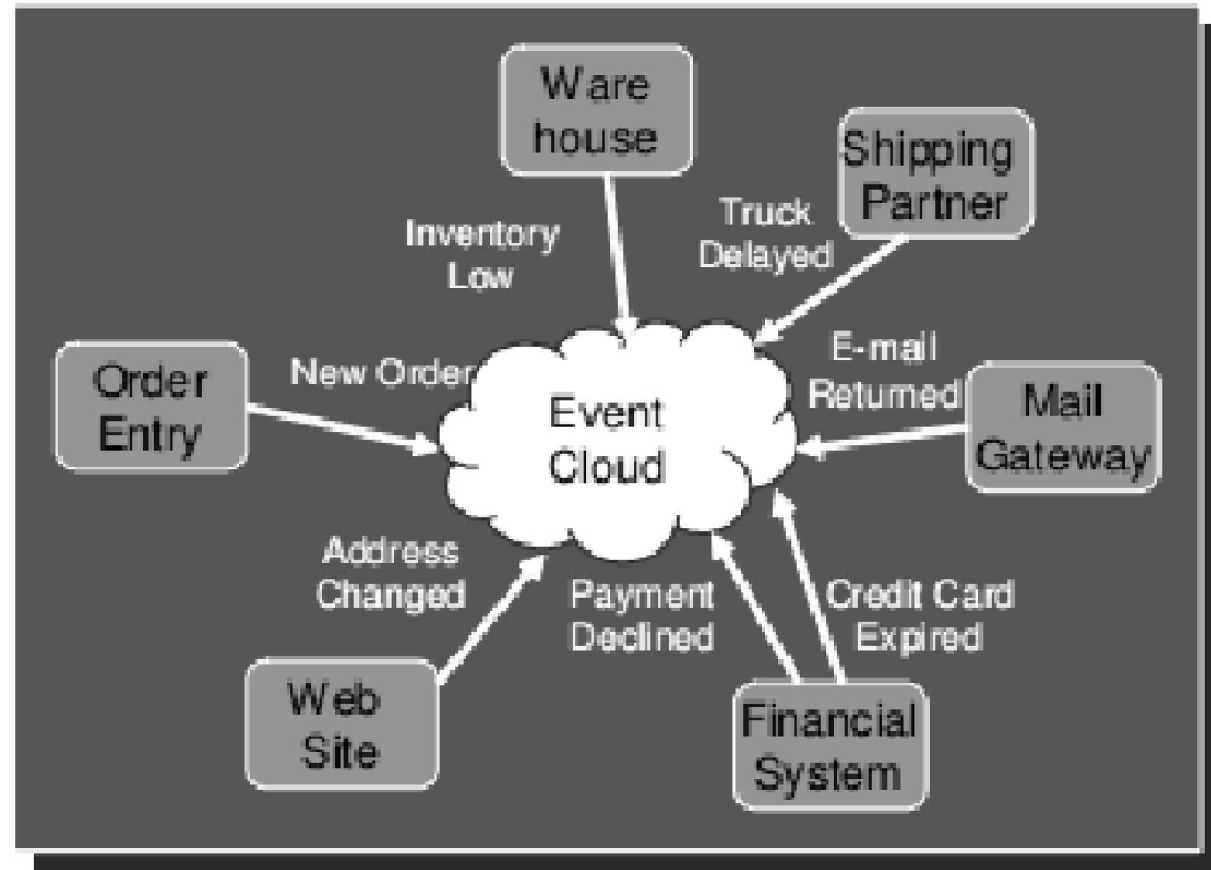 Ware
house
Shipping
Partner
Truck
Delayed
Inventory
Low
E-mail
Returned
Order
Entry
New Order
Event
Cloud
Mail
Gateway
Address
Changed
Payment
Declined
Credit Card
Expired
Web
Site
Financial
System